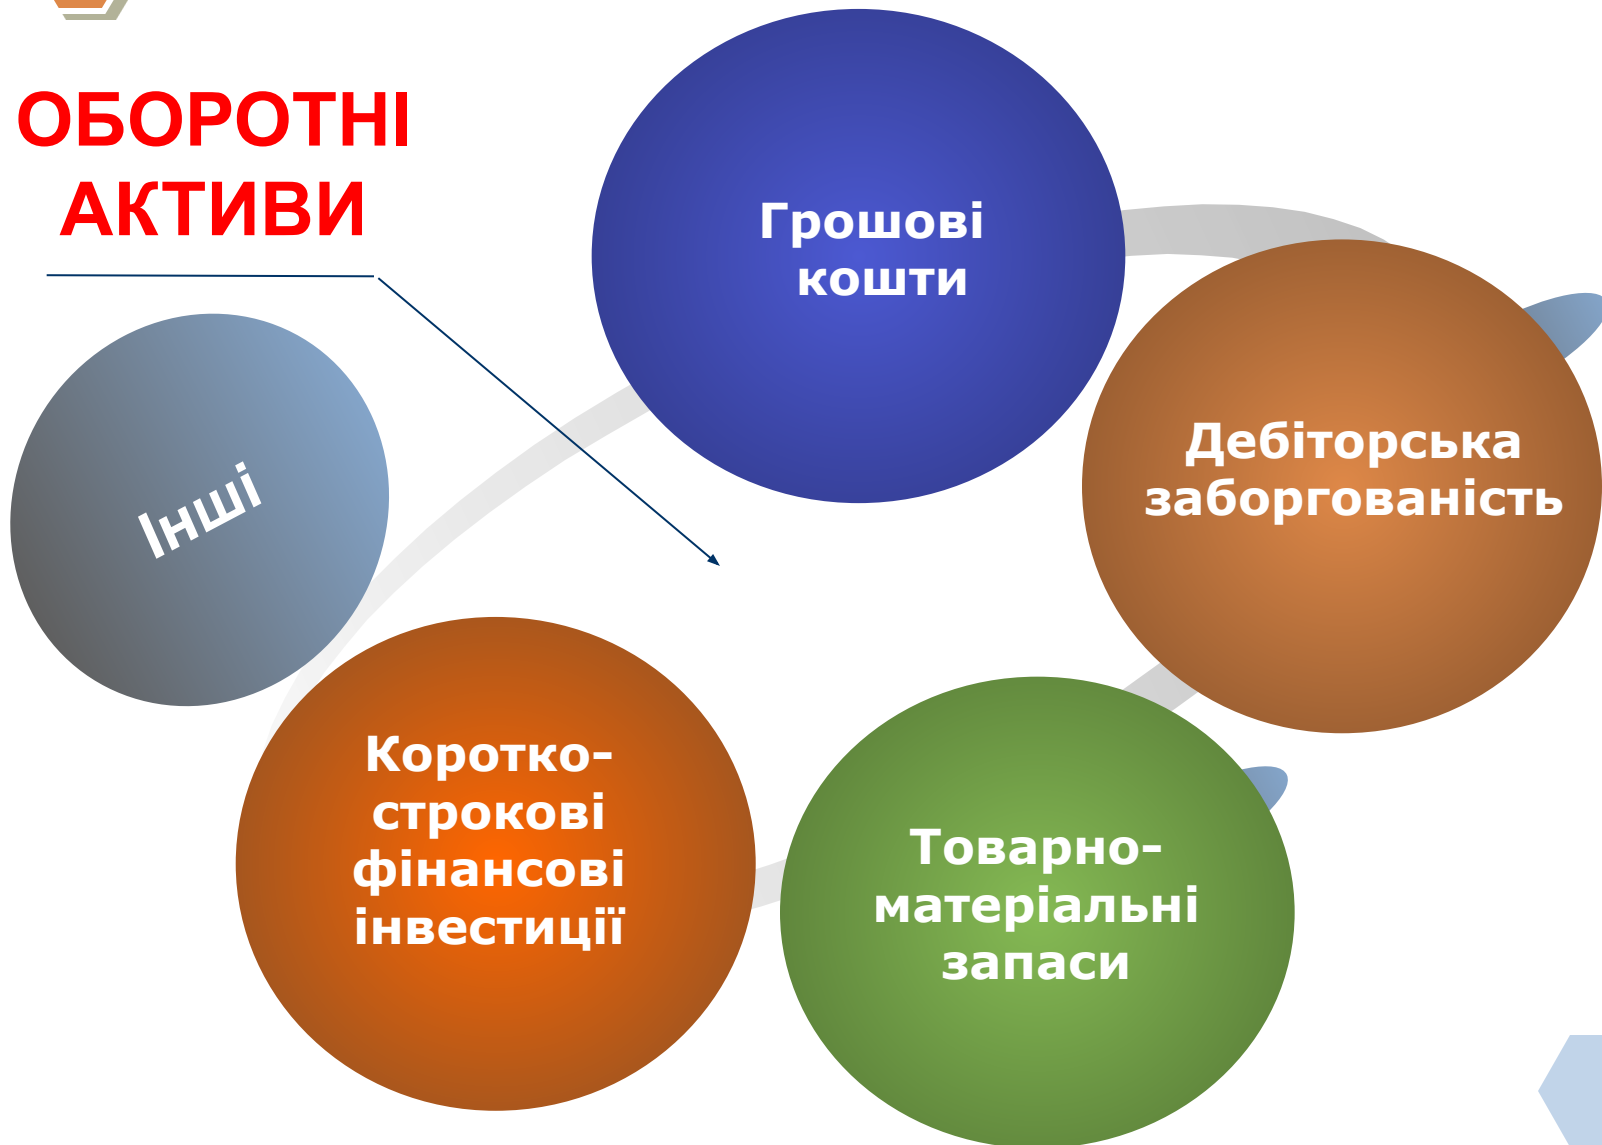 ОБОРОТНІ
АКТИВИ
Грошові
кошти
Дебіторська
заборгованість
Інші
Коротко-
строкові
фінансові
інвестиції
Товарно-
матеріальні
запаси